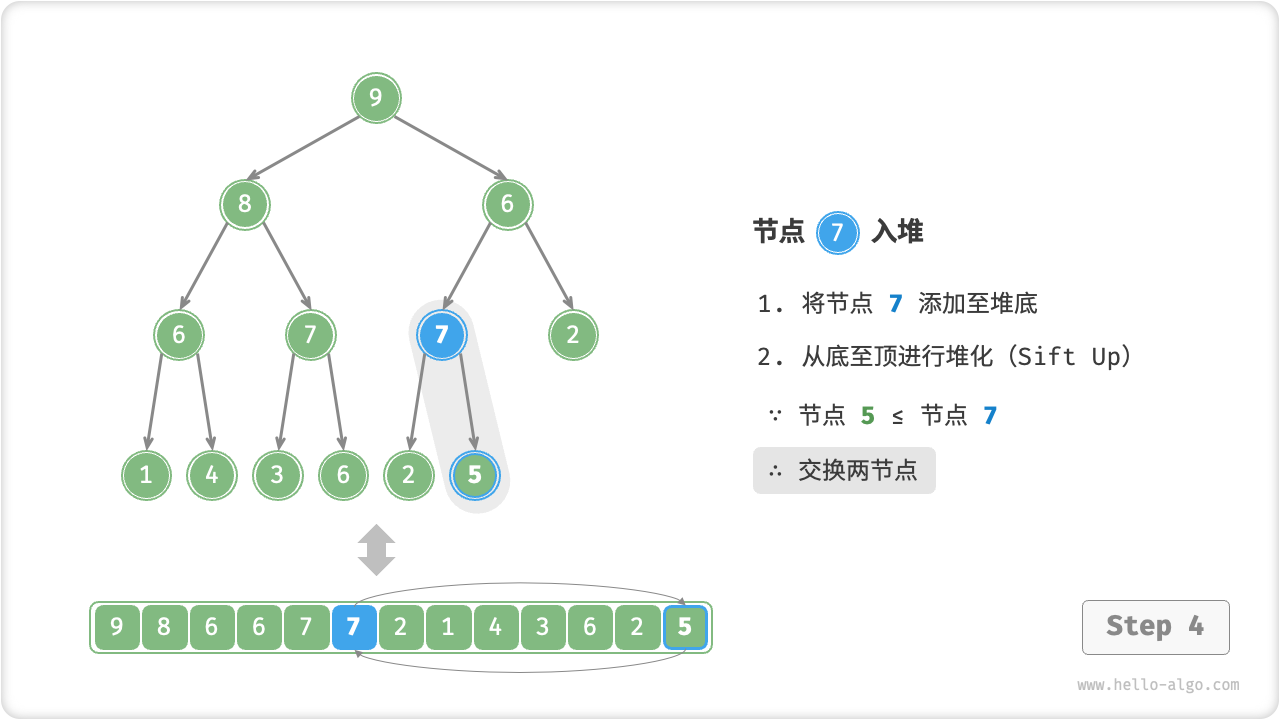 9
8 6
6 7 7 2
1 4 3 6 2 5
9 8 6 6 7 7 2 1 4 3 6 2 5
节点 7 入堆
1. 将节点 7 添加至堆底
2. 从底至顶进行堆化（Sift Up）
∵ 节点 5 ≤ 节点 7
∴ 交换两节点
Step 4
www.hello-algo.com